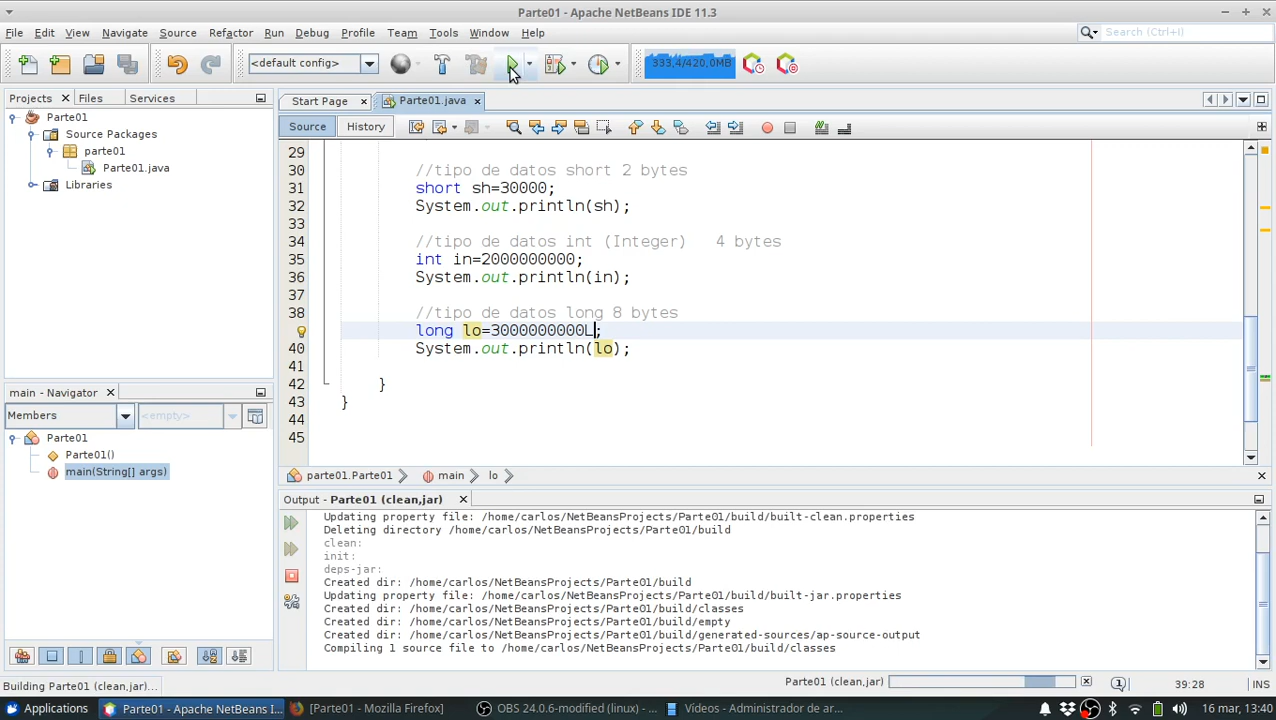 Parte01 - Apache NetBeans IDE 11.3
File Edit View Navigate Source Refactor Run Debug Profile Team Tools Window Help
Search (Ctrl+I)
<default config>
333,4/420,0MB
Projects Files Services
Start Page
Parte01.java
Parte01
Source Packages
parte01
Parte01.java
Libraries
Source History
29
30 //tipo de datos short 2 bytes
31 short sh=30000;
32 System.out.println(sh);
33
34 //tipo de datos int (Integer) 4 bytes
35 int in=2000000000;
36 System.out.println(in);
37
38 //tipo de datos long 8 bytes
long lo=3000000000L;
40 System.out.println(lo);
41
42 }
43 }
44
45
main - Navigator
Members
<empty>
Parte01
Parte01()
main(String[] args)
parte01.Parte01 main lo
Output - Parte01 (clean,jar)
Updating property file: /home/carlos/NetBeansProjects/Parte01/build/built-clean.properties
Deleting directory /home/carlos/NetBeansProjects/Parte01/build
clean:
init:
deps-jar:
Created dir: /home/carlos/NetBeansProjects/Parte01/build
Updating property file: /home/carlos/NetBeansProjects/Parte01/build/built-jar.properties
Created dir: /home/carlos/NetBeansProjects/Parte01/build/classes
Created dir: /home/carlos/NetBeansProjects/Parte01/build/empty
Created dir: /home/carlos/NetBeansProjects/Parte01/build/generated-sources/ap-source-output
Compiling 1 source file to /home/carlos/NetBeansProjects/Parte01/build/classes
Building Parte01 (clean,jar)...
Parte01 (clean,jar)
1
39:28
INS
Applications
Parte01 - Apache NetBeans I...
[Parte01 - Mozilla Firefox]
OBS 24.0.6-modified (linux) - ...
Vídeos - Administrador de ar...
16 mar, 13:40